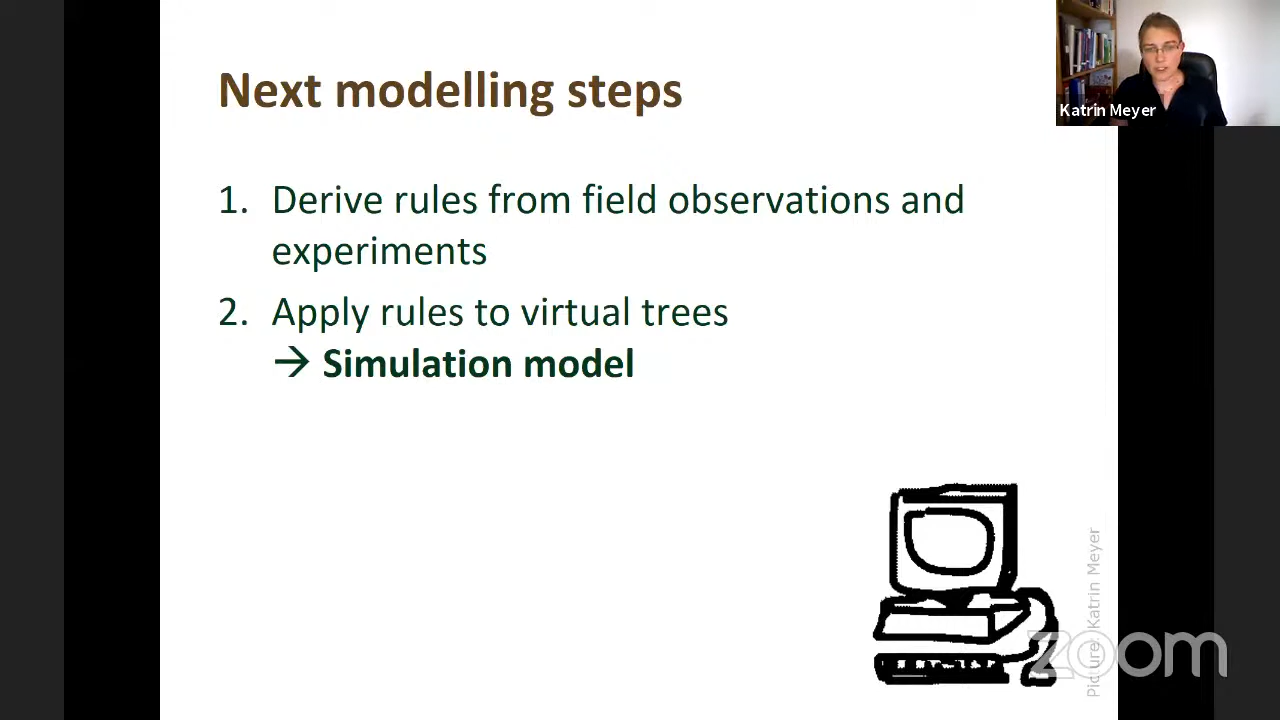 Next modelling steps
Katrin Meyer
1. Derive rules from field observations and
experiments
2. Apply rules to virtual trees
→ Simulation model
Picture: Katrin Meyer
zoom